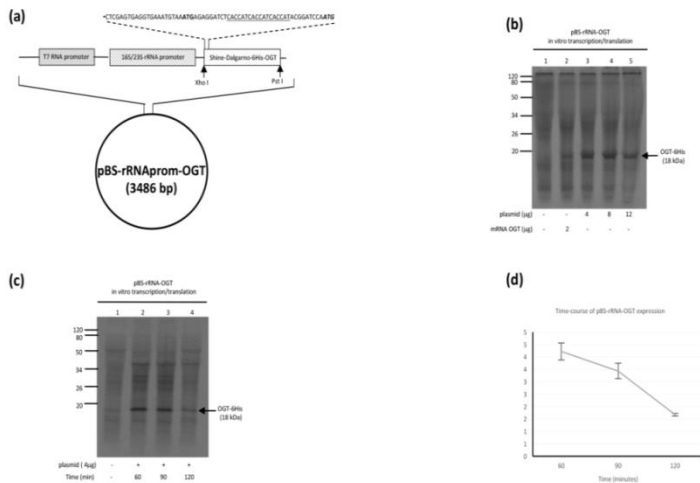 (a)
•CTCGAGTGAGGTGAAATGTAAATGAGAGGATCTCACCATCACCATCACCATACGGATCCAATG
T7 RNA promoter
16S/23S rRNA promoter
Shine-Dalgarno-6His-OGT
Xho I
Pst I
pBS-rRNAprom-OGT
(3486 bp)
(b)
pBS-rRNA-OGT
in vitro transcription/translation
1 2 3 4 5
120
80
50
34
26
20
OGT-6His
(18 kDa)
plasmid (µg) - - 4 8 12
mRNA OGT (µg) - 2 - - -
(c)
pBS-rRNA-OGT
in vitro transcription/translation
1 2 3 4
120
80
50
34
26
20
OGT-6His
(18 kDa)
plasmid ( 4µg) - + + +
Time (min) - 60 90 120
(d)
Time-course of pBS-rRNA-OGT expression
5
5
4
4
3
3
2
2
1
1
0
60 90 120
Time (minutes)